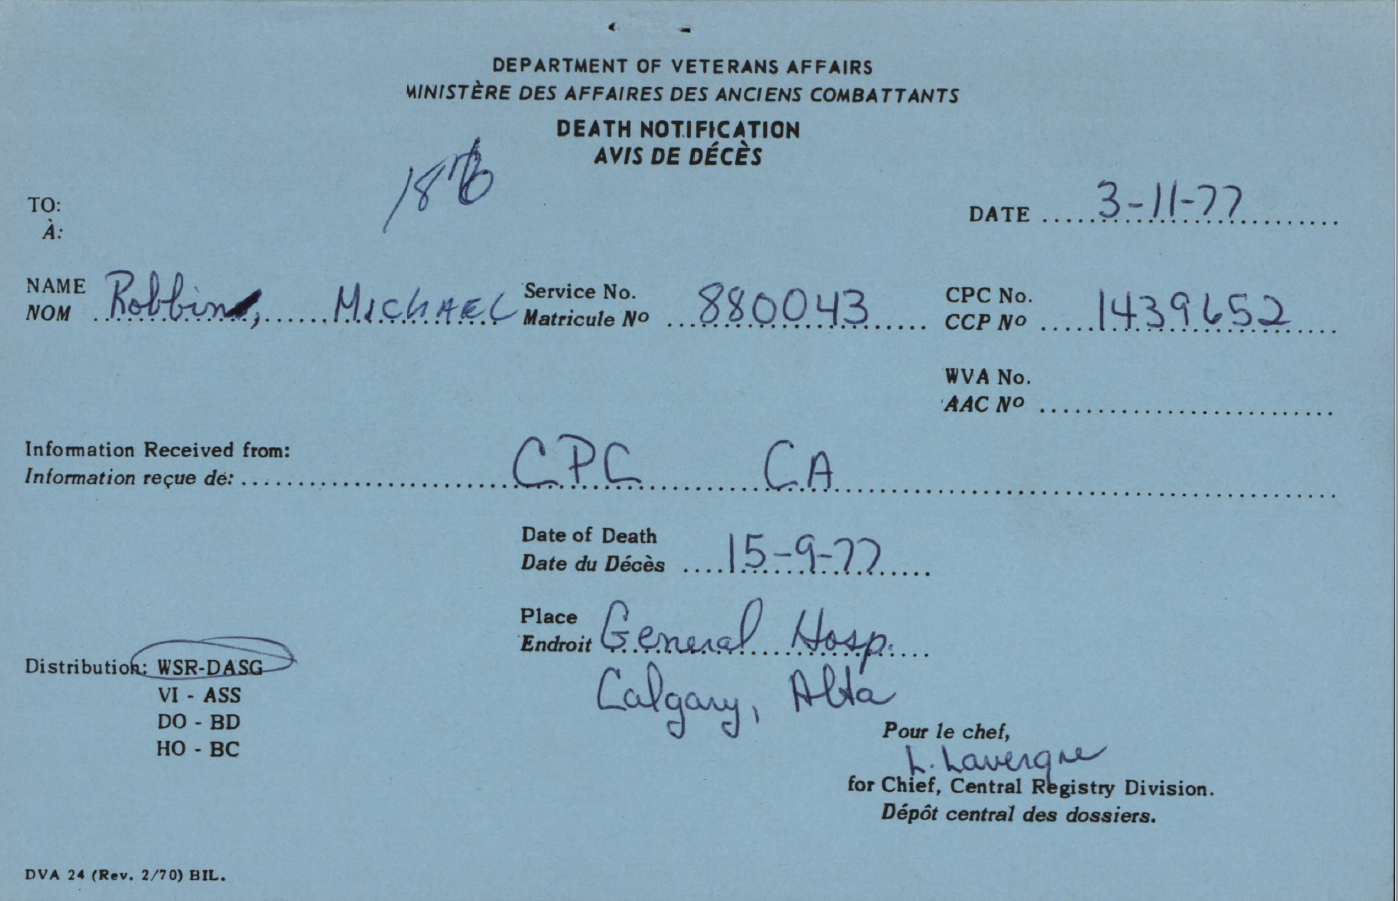 DEPARTMENT OF VETERANS AFFAIRS
MINISTÈRE DES AFFAIRES DES ANCIENS COMBATTANTS
DEATH NOTIFICATION
AVIS DE DÉCÈS
TO:
À:
DATE 3-11-77
NAME
NOM Robbins, MICHAEL
Service No.
Matricule Nº 880043
CPC No.
CCP Nº 1439652
WVA No.
AAC Nº
Information Received from:
Information reçue de: CPC CA
Date of Death
Date du Décès 15-9-77
Place
Endroit General Hosp.
Calgary, Alta
Distribution: WSR-DASG
VI - ASS
DO - BD
HO - BC
Pour le chef,
L. Lavergne
for Chief, Central Registry Division.
Dépôt central des dossiers.
DVA 24 (Rev. 2/70) BIL.